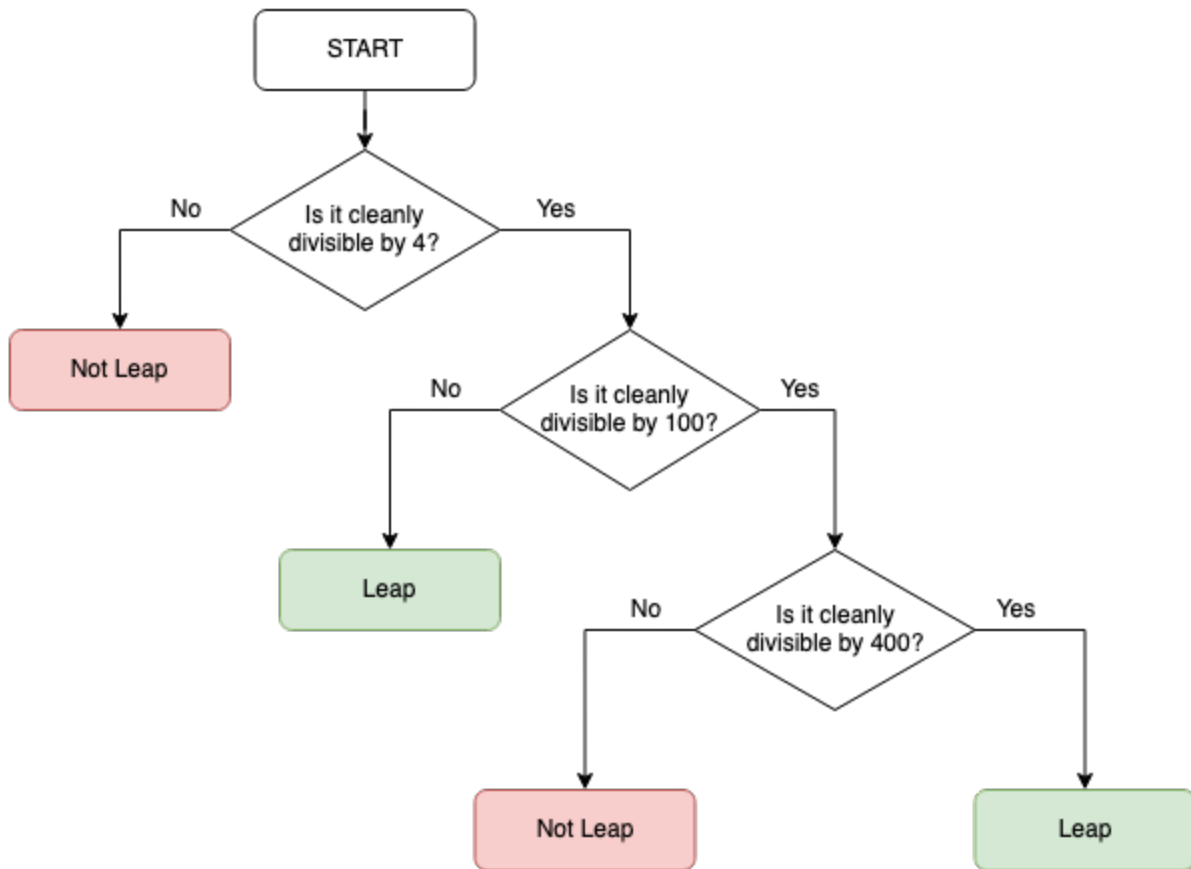 START
No
Yes
Is it cleanly
divisible by 4?
Not Leap
No
Yes
Is it cleanly
divisible by 100?
Leap
No
Yes
Is it cleanly
divisible by 400?
Not Leap
Leap